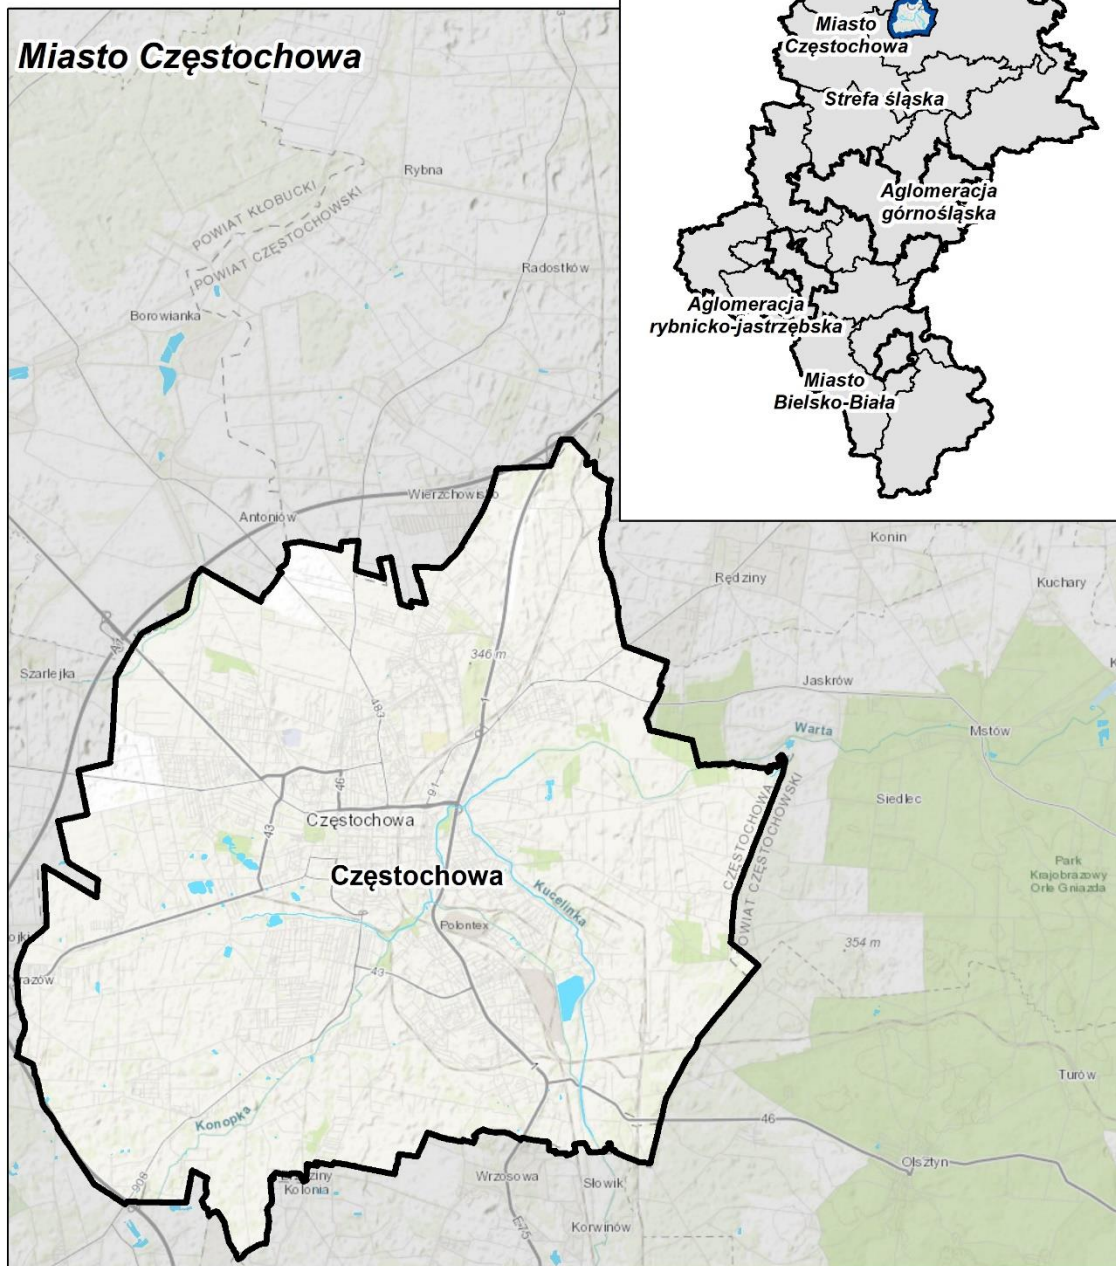 Miasto Częstochowa
Miasto
Częstochowa
Strefa śląska
Aglomeracja
górnośląska
Aglomeracja
rybnicko-jastrzębska
Miasto
Bielsko-Biała
Rybna
POWIAT KŁOBUCKI
POWIAT CZĘSTOCHOWSKI
Radostków
Borowianka
Wierzchowisko
Antoniów
Konin
Rędziny
Kuchary
346 m
Szarlejka
A1
Jaskrów
483
1
Warta
Mstów
46
91
CZĘSTOCHOWA
POWIAT CZĘSTOCHOWSKI
Siedlec
43
Częstochowa
Park
Krajobrazowy
Orle Gniazda
Częstochowa
Kucelinka
Polontex
354 m
43
1
Turów
Konopka
46
Olsztyn
908
Kolonia
Wrzosowa
Słowik
E75
Korwinów